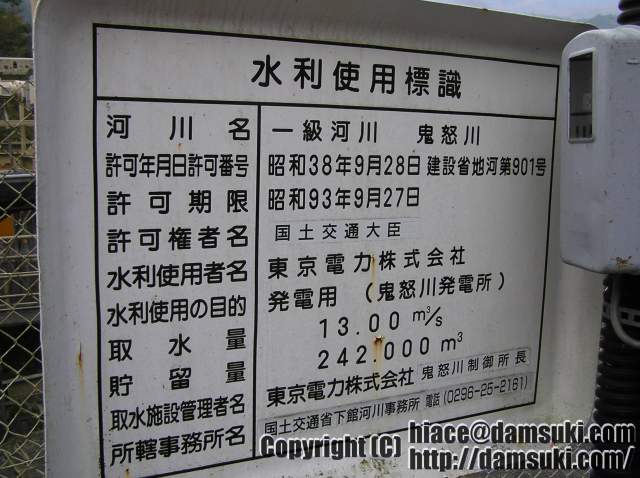 水利使用標識
河川名 一級河川 鬼怒川
許可年月日許可番号 昭和38年9月28日 建設省地河第901号
許可期限 昭和93年9月27日
許可権者名 国土交通大臣
水利使用者名 東京電力株式会社
水利使用の目的 発電用 (鬼怒川発電所)
取水量 13.00 m³/s
貯留量 242.000 m³
取水施設管理者名 東京電力株式会社 鬼怒川制御所長
所轄事務所名 国土交通省下館河川事務所 電話 (0296-25-2161)
Copyright (C) hiace@damsuki.com
http://damsuki.com/